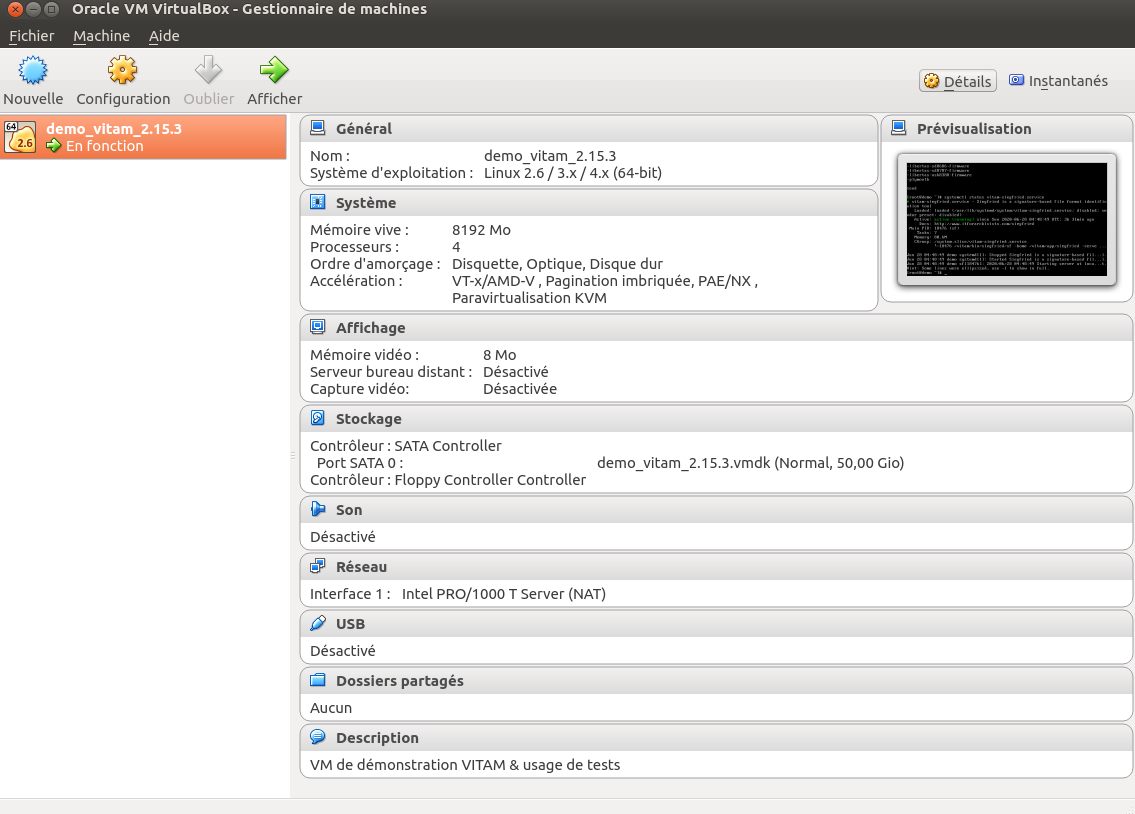 Oracle VM VirtualBox - Gestionnaire de machines
Fichier Machine Aide
Nouvelle Configuration Oublier Afficher
Détails Instantanés
64
2.6
demo_vitam_2.15.3
En fonction
Général
Nom : demo_vitam_2.15.3
Système d'exploitation : Linux 2.6 / 3.x / 4.x (64-bit)
Système
Mémoire vive : 8192 Mo
Processeurs : 4
Ordre d'amorçage : Disquette, Optique, Disque dur
Accélération : VT-x/AMD-V , Pagination imbriquée, PAE/NX ,
Paravirtualisation KVM
Prévisualisation
Affichage
Mémoire vidéo : 8 Mo
Serveur bureau distant : Désactivé
Capture vidéo: Désactivée
Stockage
Contrôleur : SATA Controller
Port SATA 0 : demo_vitam_2.15.3.vmdk (Normal, 50,00 Gio)
Contrôleur : Floppy Controller Controller
Son
Désactivé
Réseau
Interface 1 : Intel PRO/1000 T Server (NAT)
USB
Désactivé
Dossiers partagés
Aucun
Description
VM de démonstration VITAM & usage de tests